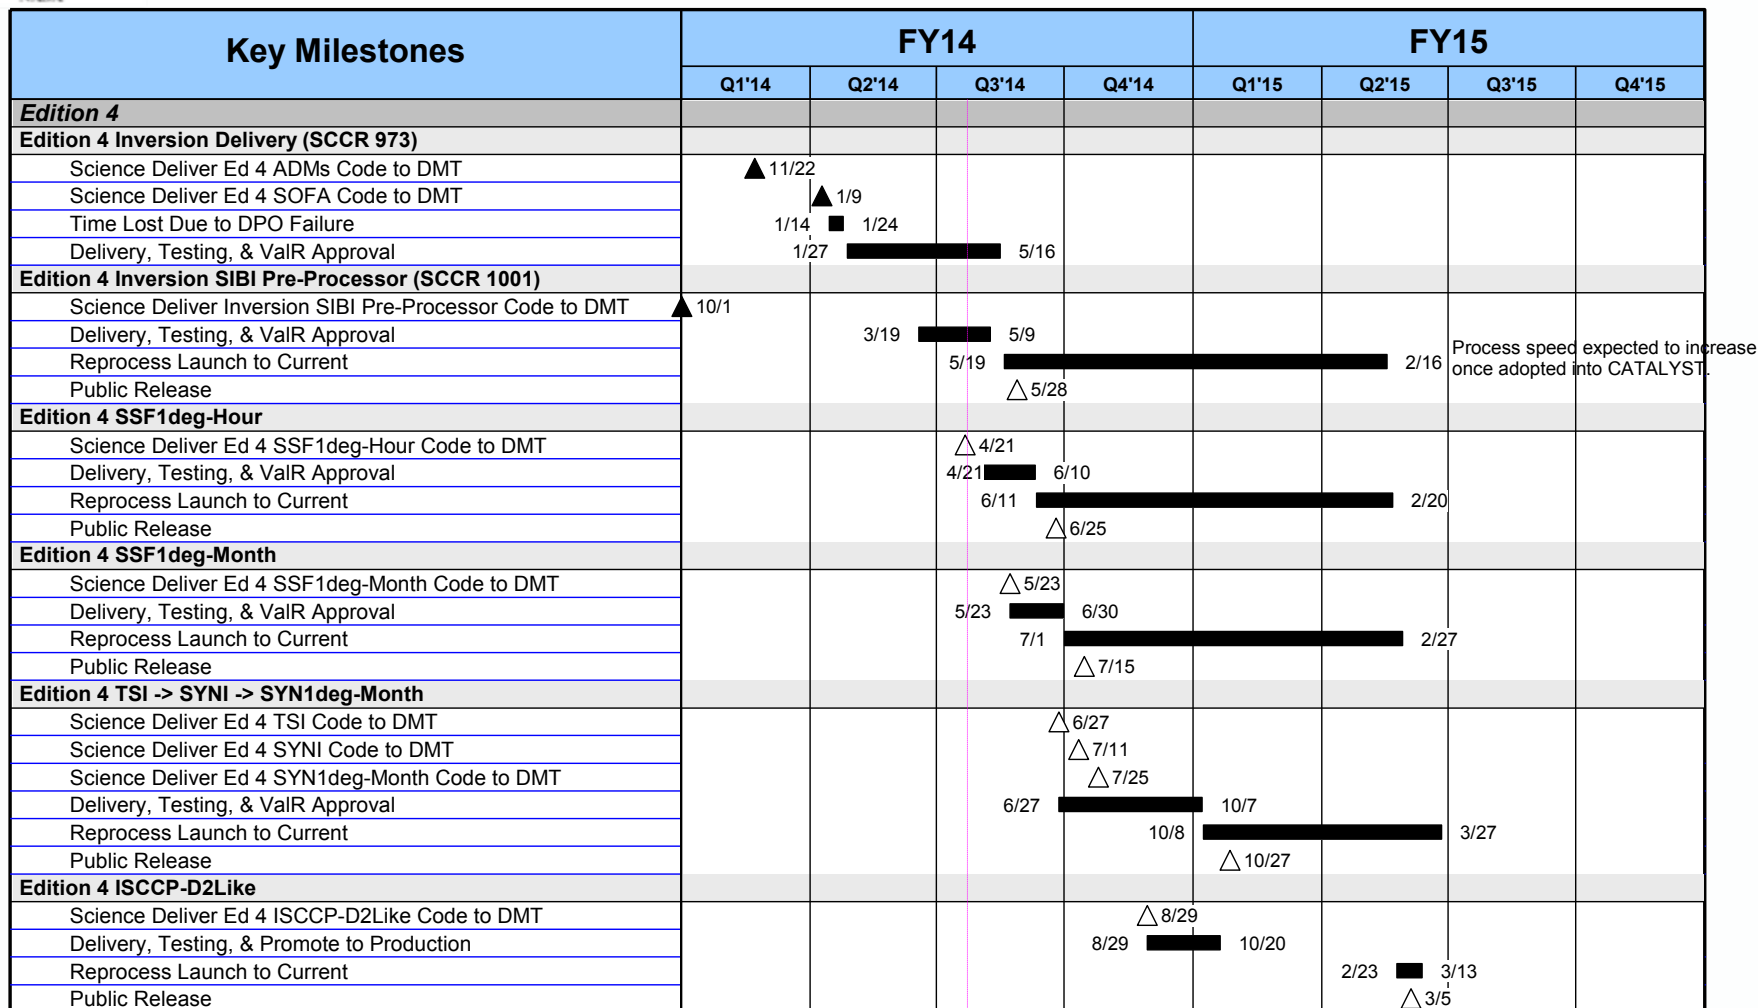 Key Milestones FY14 FY15
Q1'14 Q2'14 Q3'14 Q4'14 Q1'15 Q2'15 Q3'15 Q4'15
Edition 4
Edition 4 Inversion Delivery (SCCR 973)
Science Deliver Ed 4 ADMs Code to DMT 11/22
Science Deliver Ed 4 SOFA Code to DMT 1/9
Time Lost Due to DPO Failure 1/14 1/24
Delivery, Testing, & ValR Approval 1/27 5/16
Edition 4 Inversion SIBI Pre-Processor (SCCR 1001)
Science Deliver Inversion SIBI Pre-Processor Code to DMT 10/1
Delivery, Testing, & ValR Approval 3/19 5/9
Reprocess Launch to Current 5/19 2/16
Process speed expected to increase
once adopted into CATALYST.
Public Release 5/28
Edition 4 SSF1deg-Hour
Science Deliver Ed 4 SSF1deg-Hour Code to DMT 4/21
Delivery, Testing, & ValR Approval 4/21 6/10
Reprocess Launch to Current 6/11 2/20
Public Release 6/25
Edition 4 SSF1deg-Month
Science Deliver Ed 4 SSF1deg-Month Code to DMT 5/23
Delivery, Testing, & ValR Approval 5/23 6/30
Reprocess Launch to Current 7/1 2/27
Public Release 7/15
Edition 4 TSI -> SYNI -> SYN1deg-Month
Science Deliver Ed 4 TSI Code to DMT 6/27
Science Deliver Ed 4 SYNI Code to DMT 7/11
Science Deliver Ed 4 SYN1deg-Month Code to DMT 7/25
Delivery, Testing, & ValR Approval 6/27 10/7
Reprocess Launch to Current 10/8 3/27
Public Release 10/27
Edition 4 ISCCP-D2Like
Science Deliver Ed 4 ISCCP-D2Like Code to DMT 8/29
Delivery, Testing, & Promote to Production 8/29 10/20
Reprocess Launch to Current 2/23 3/13
Public Release 3/5